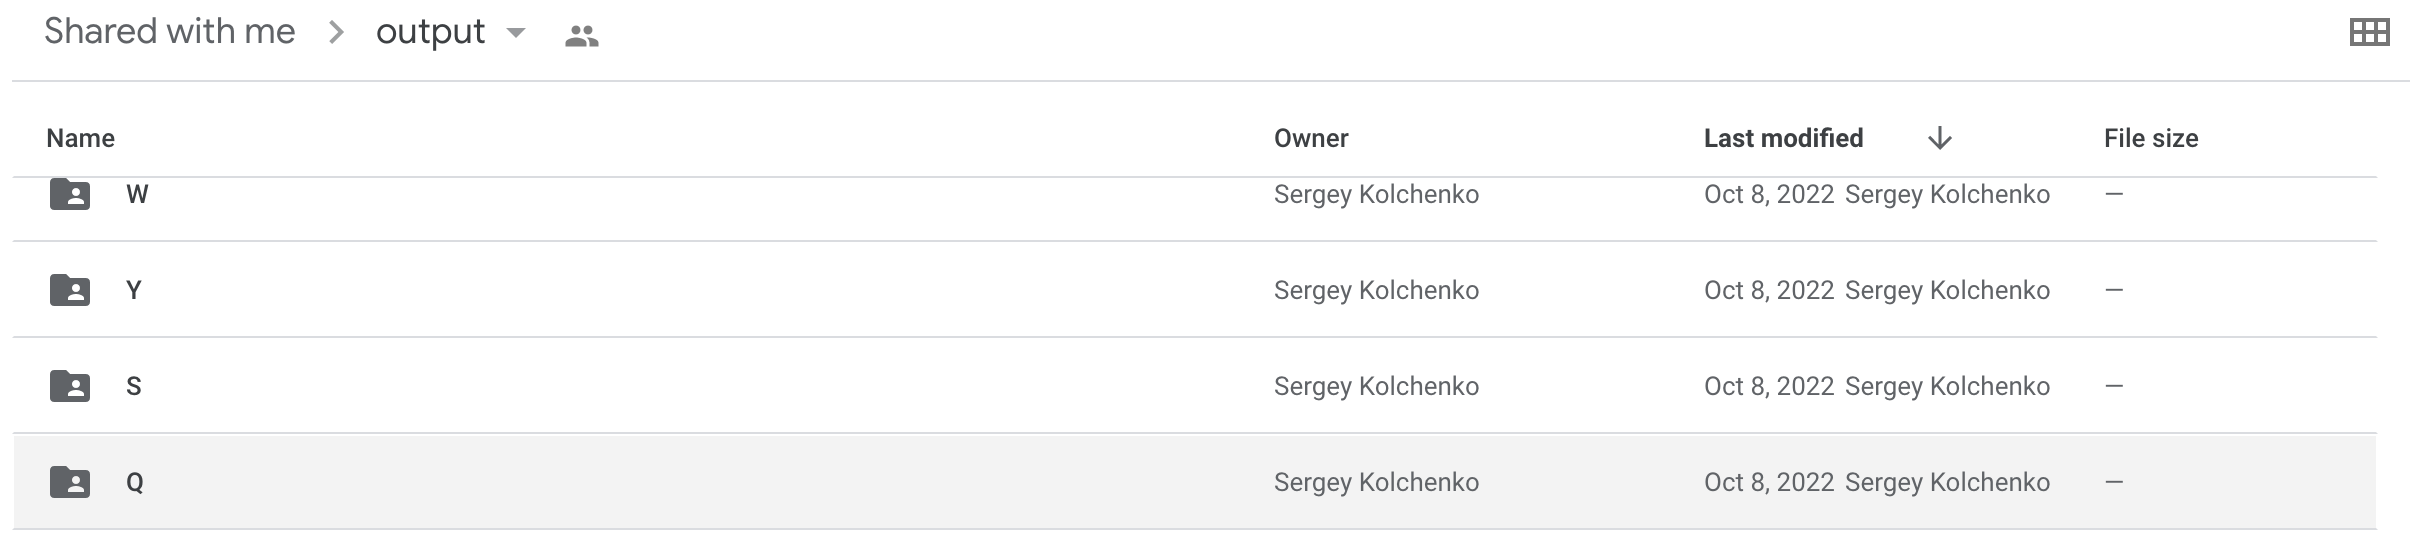 Shared with me > output
Name Owner Last modified File size
W Sergey Kolchenko Oct 8, 2022 Sergey Kolchenko —
Y Sergey Kolchenko Oct 8, 2022 Sergey Kolchenko —
S Sergey Kolchenko Oct 8, 2022 Sergey Kolchenko —
Q Sergey Kolchenko Oct 8, 2022 Sergey Kolchenko —